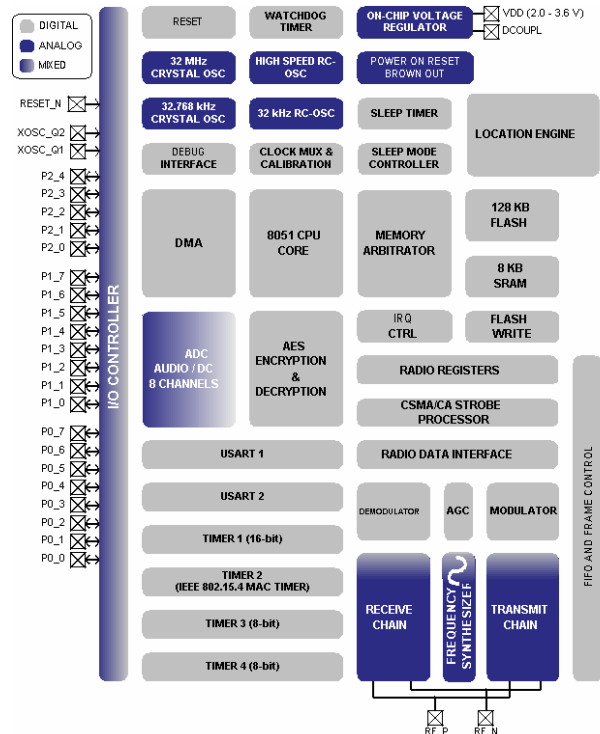 DIGITAL
ANALOG
MIXED
RESET
WATCHDOG
TIMER
ON-CHIP VOLTAGE
REGULATOR
VDD (2.0 - 3.6 V)
DCOUPL
32 MHz
CRYSTAL OSC
HIGH SPEED RC-
OSC
POWER ON RESET
BROWN OUT
RESET_N
XOSC_Q2
XOSC_Q1
32.768 kHz
CRYSTAL OSC
32 kHz RC-OSC
SLEEP TIMER
LOCATION ENGINE
DEBUG
INTERFACE
CLOCK MUX &
CALIBRATION
SLEEP MODE
CONTROLLER
P2_4
P2_3
P2_2
P2_1
P2_0
P1_7
P1_6
P1_5
P1_4
P1_3
P1_2
P1_1
P1_0
P0_7
P0_6
P0_5
P0_4
P0_3
P0_2
P0_1
P0_0
I/O CONTROLLER
DMA
8051 CPU
CORE
MEMORY
ARBITRATOR
128 KB
FLASH
8 KB
SRAM
ADC
AUDIO / DC
8 CHANNELS
AES
ENCRYPTION
&
DECRYPTION
IRQ
CTRL
FLASH
WRITE
RADIO REGISTERS
CSMA/CA STROBE
PROCESSOR
USART 1
RADIO DATA INTERFACE
USART 2
DEMODULATOR
AGC
MODULATOR
TIMER 1 (16-bit)
TIMER 2
(IEEE 802.15.4 MAC TIMER)
TIMER 3 (8-bit)
TIMER 4 (8-bit)
RECEIVE
CHAIN
FREQUENCY
SYNTHESIZER
TRANSMIT
CHAIN
FIFO AND FRAME CONTROL
RF_P
RF_N